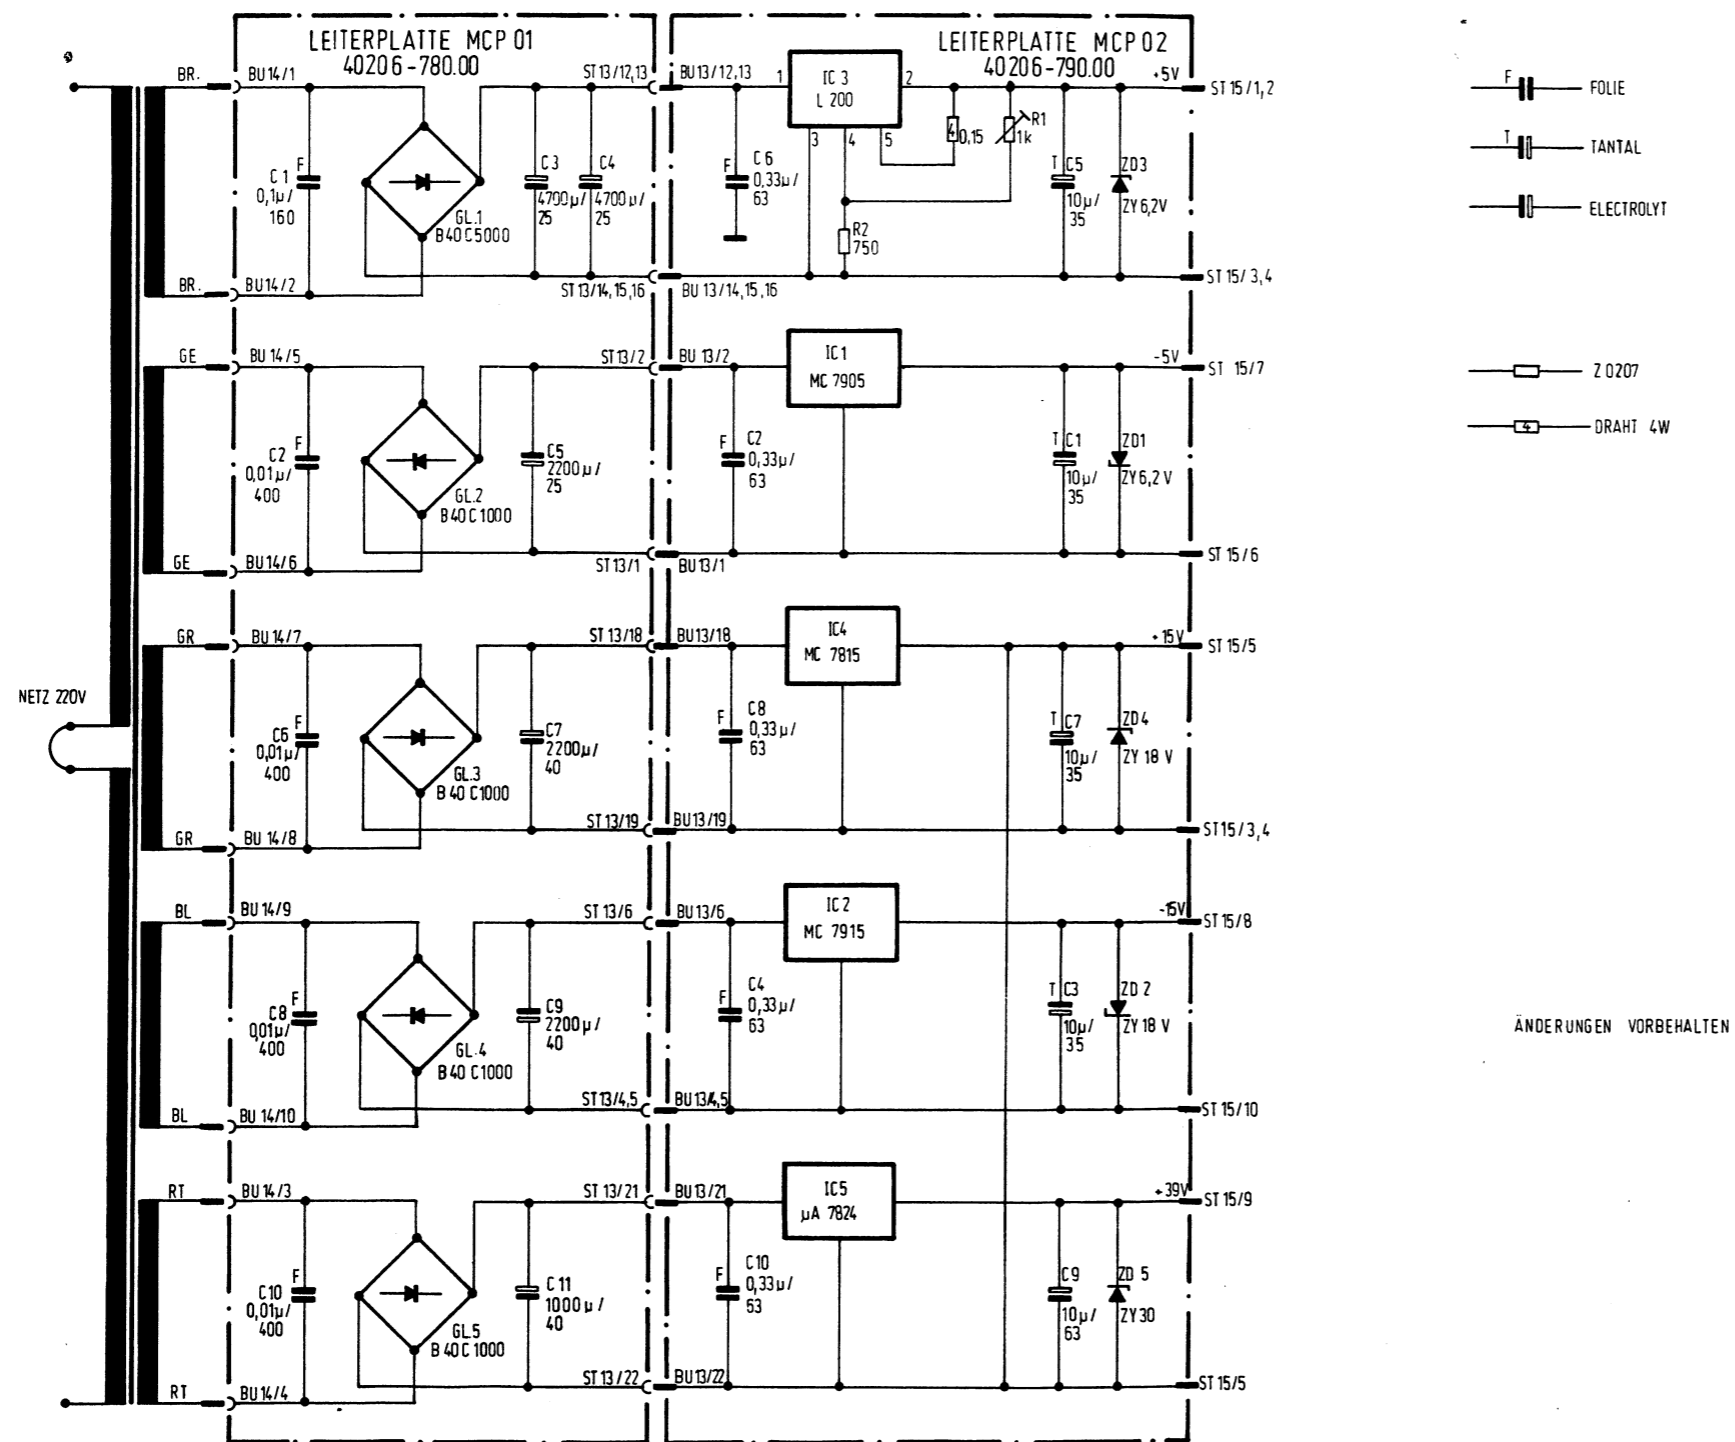 LEITERPLATTE MCP 01
40206-780.00
LEITERPLATTE MCP 02
40206-790.00
BR.
BU 14/1
ST 13/12,13
BU 13/12,13
1
IC 3
L 200
2
3
4
5
+5V
ST 15/1,2
C 1
0,1µ/
160
F
GL.1
B40C5000
C 3
4700µ/
25
C4
4700µ/
25
F
C 6
0,33µ/
63
4
0,15
R1
1k
R2
750
T
C5
10µ/
35
ZD3
ZY6,2V
BR.
BU 14/2
ST 13/14,15,16
BU 13/14,15,16
ST 15/3,4
F
FOLIE
T
TANTAL
ELECTROLYT
Z 0207
4
DRAHT 4W
GE
BU 14/5
ST 13/2
BU 13/2
IC 1
MC 7905
-5V
ST 15/7
C2
0,01µ/
400
F
GL.2
B40C1000
C5
2200µ/
25
F
C2
0,33µ/
63
T
C1
10µ/
35
ZD1
ZY6,2 V
GE
BU 14/6
ST 13/1
BU 13/1
ST 15/6
NETZ 220V
GR
BU 14/7
ST 13/18
BU 13/18
IC4
MC 7815
+15V
ST 15/5
C6
0,01µ/
400
F
GL.3
B 40 C1000
C7
2200µ/
40
F
C8
0,33µ/
63
T
C7
10µ/
35
ZD4
ZY 18 V
GR
BU 14/8
ST 13/19
BU 13/19
ST 15/3,4
BL
BU 14/9
ST 13/6
BU 13/6
IC 2
MC 7915
-15V
ST 15/8
C8
0,01µ/
400
F
GL.4
B 40 C1000
C9
2200µ/
40
F
C4
0,33µ/
63
T
C3
10µ/
35
ZD 2
ZY 18 V
BL
BU 14/10
ST 13/4,5
BU 13/4,5
ST 15/10
ÄNDERUNGEN VORBEHALTEN
RT
BU 14/3
ST 13/21
BU 13/21
IC5
µA 7824
+39V
ST 15/9
C10
0,01µ/
400
F
GL.5
B 40 C 1000
C 11
1000µ/
40
F
C10
0,33µ/
63
C9
10µ/
63
ZD 5
ZY30
RT
BU 14/4
ST 13/22
BU 13/22
ST 15/5